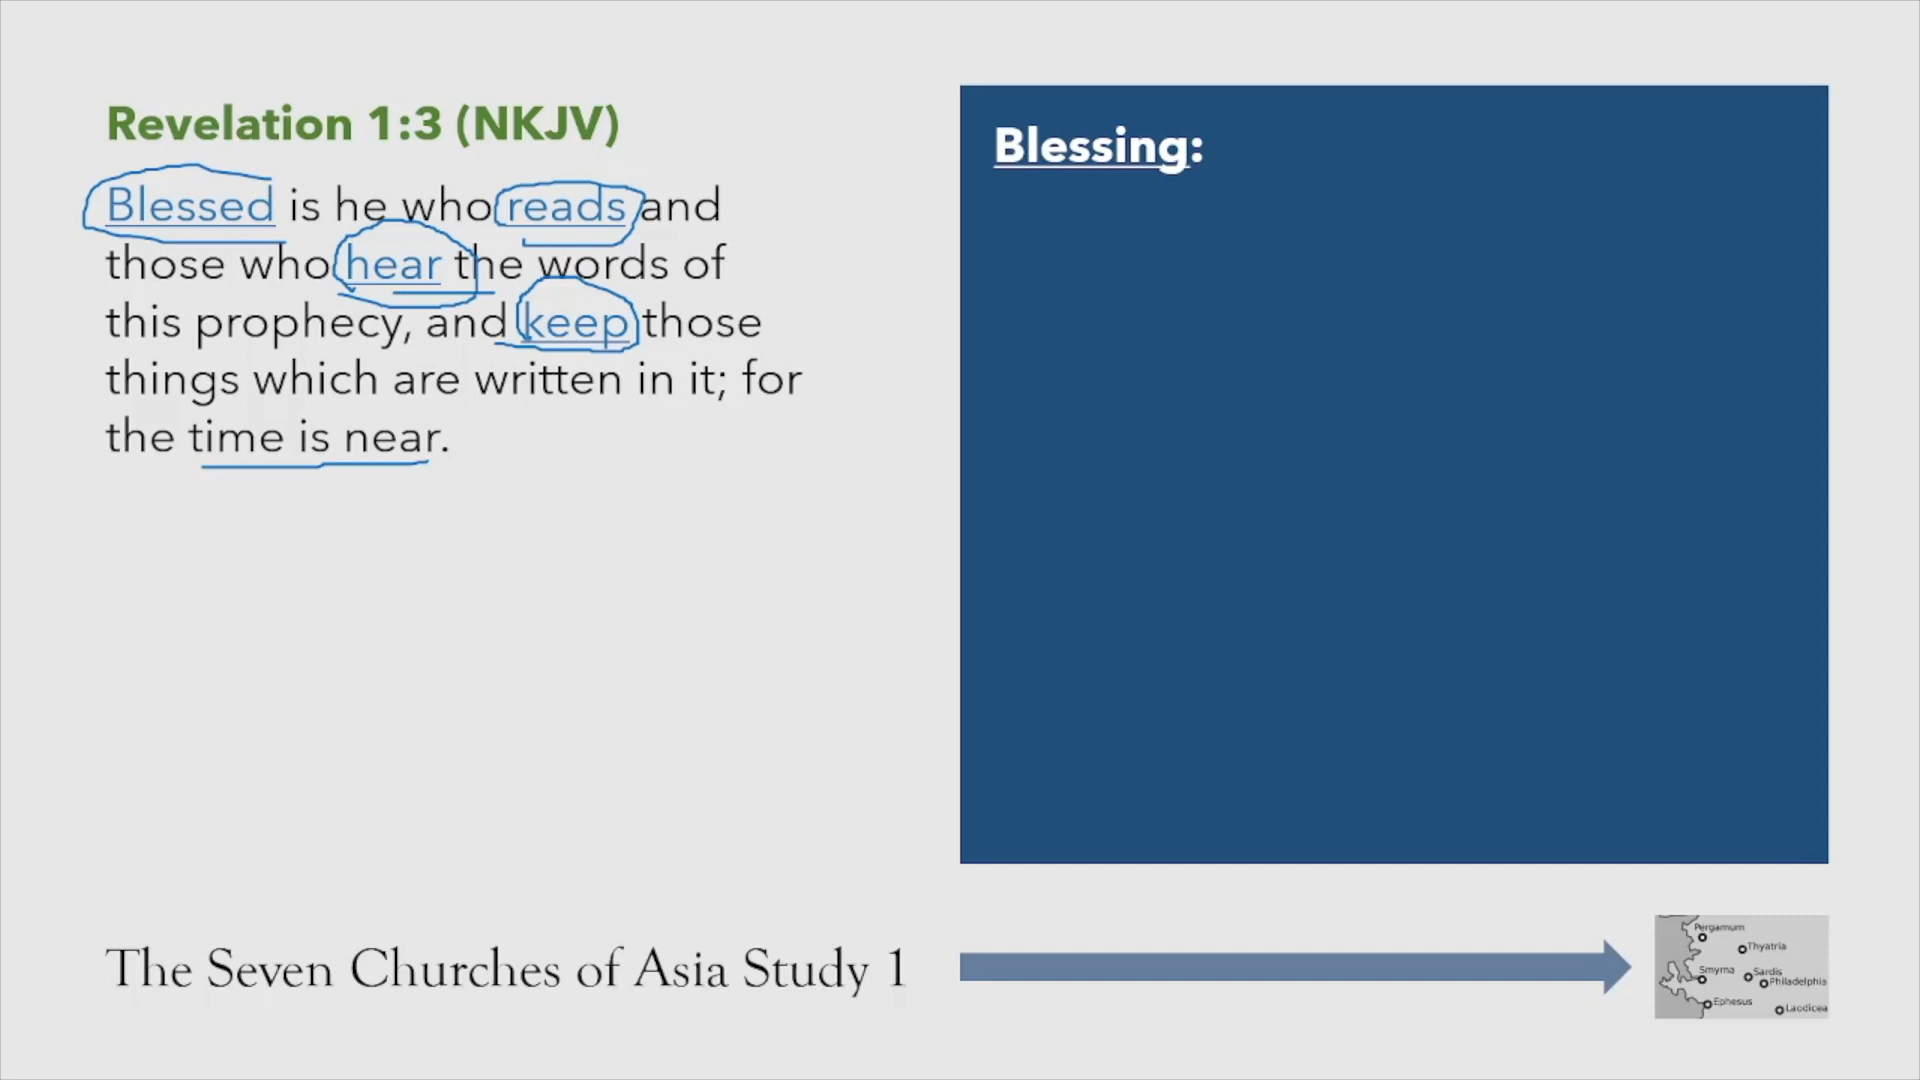 Revelation 1:3 (NKJV)
Blessed is he who reads and
those who hear the words of
this prophecy, and keep those
things which are written in it; for
the time is near.
Blessing:
The Seven Churches of Asia Study 1
Pergamum
Thyatria
Smyrna
Sardis
Philadelphia
Ephesus
Laodicea